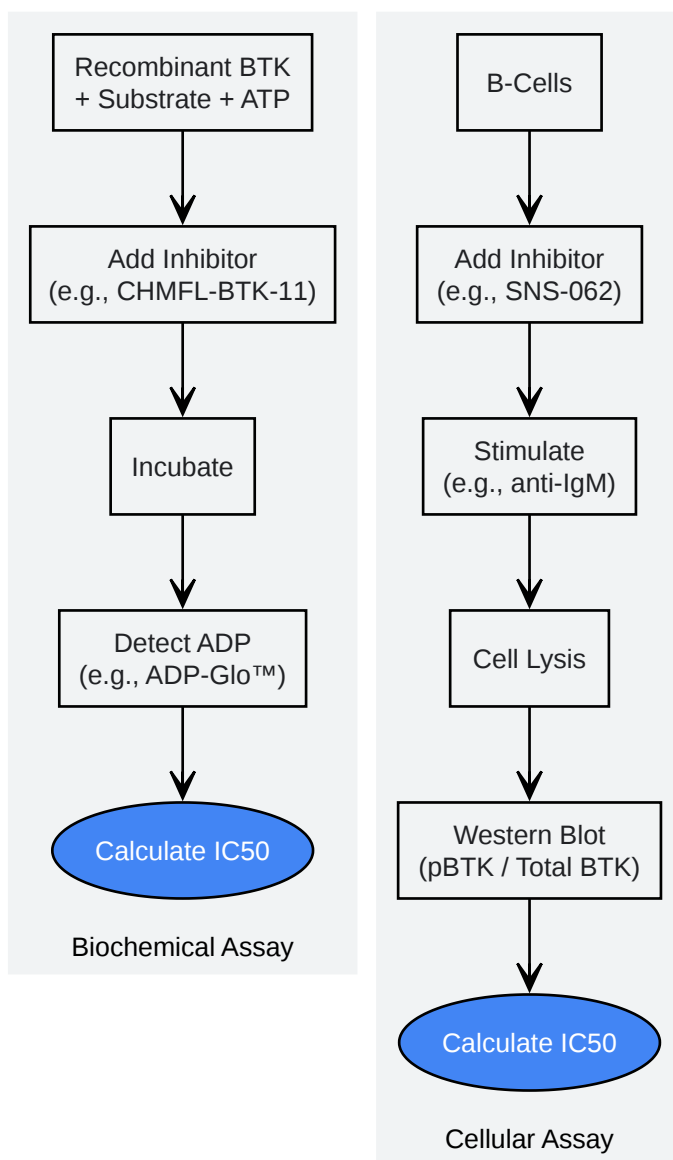 Recombinant BTK
+ Substrate + ATP
Add Inhibitor
(e.g., CHMFL-BTK-11)
Incubate
Detect ADP
(e.g., ADP-Glo™)
Calculate IC50
Biochemical Assay
B-Cells
Add Inhibitor
(e.g., SNS-062)
Stimulate
(e.g., anti-IgM)
Cell Lysis
Western Blot
(pBTK / Total BTK)
Calculate IC50
Cellular Assay